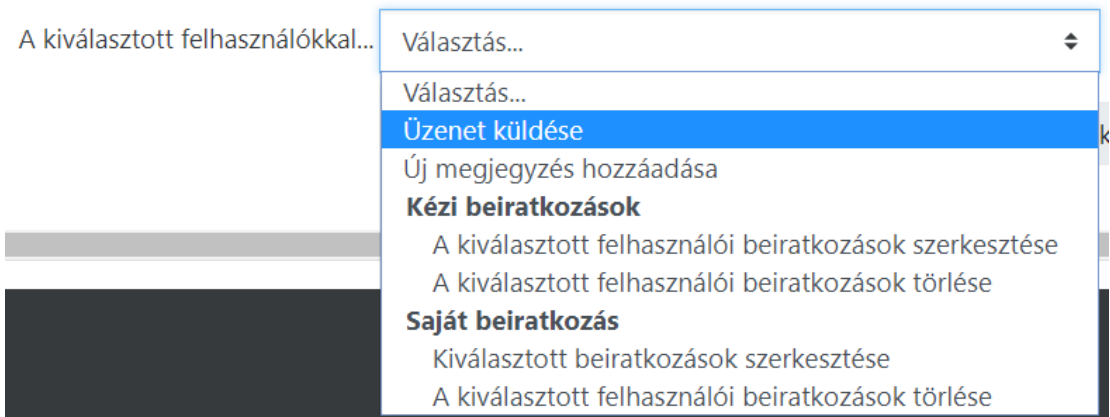 A kiválasztott felhasználókkal... Választás...
Választás...
Üzenet küldése
Új megjegyzés hozzáadása
Kézi beiratkozások
A kiválasztott felhasználói beiratkozások szerkesztése
A kiválasztott felhasználói beiratkozások törlése
Saját beiratkozás
Kiválasztott beiratkozások szerkesztése
A kiválasztott felhasználói beiratkozások törlése